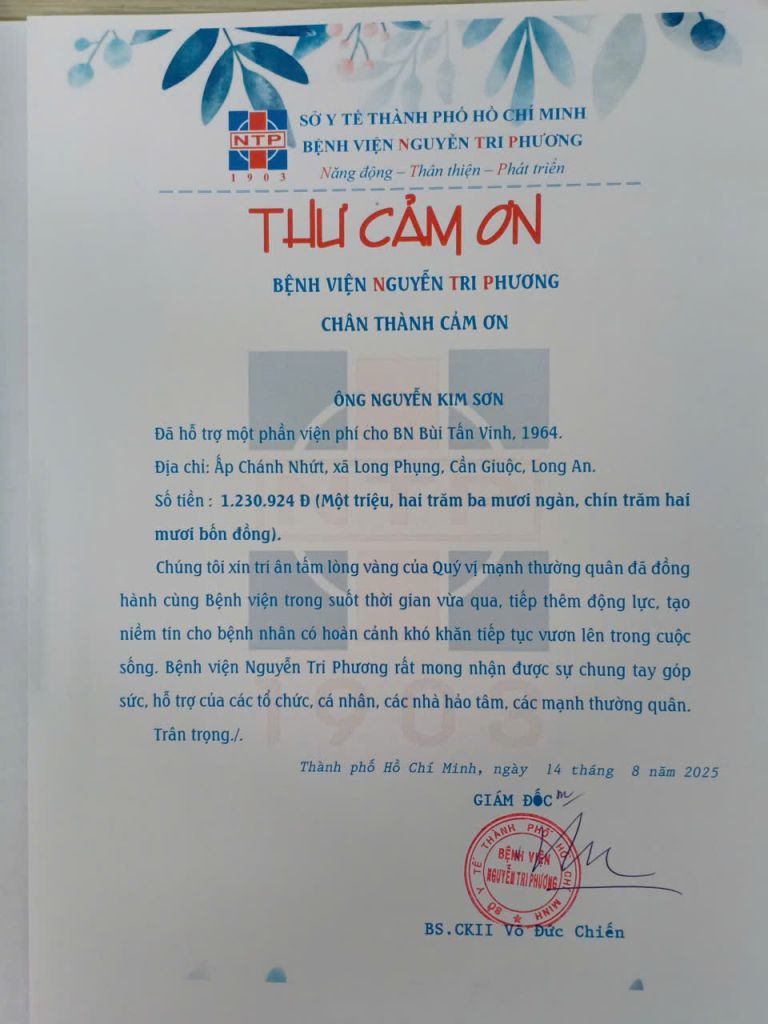 NTP
1903
SỞ Y TẾ THÀNH PHỐ HỒ CHÍ MINH
BỆNH VIỆN NGUYỄN TRI PHƯƠNG
Năng động – Thân thiện – Phát triển
THƯ CẢM ƠN
BỆNH VIỆN NGUYỄN TRI PHƯƠNG
CHÂN THÀNH CẢM ƠN
ÔNG NGUYỄN KIM SƠN
Đã hỗ trợ một phần viện phí cho BN Bùi Tấn Vinh, 1964.
Địa chỉ: Ấp Chánh Nhứt, xã Long Phụng, Cần Giuộc, Long An.
Số tiền : 1.230.924 Đ (Một triệu, hai trăm ba mươi ngàn, chín trăm hai
mươi bốn đồng).
Chúng tôi xin tri ân tấm lòng vàng của Quý vị mạnh thường quân đã đồng
hành cùng Bệnh viện trong suốt thời gian vừa qua, tiếp thêm động lực, tạo
niềm tin cho bệnh nhân có hoàn cảnh khó khăn tiếp tục vươn lên trong cuộc
sống. Bệnh viện Nguyễn Tri Phương rất mong nhận được sự chung tay góp
sức, hỗ trợ của các tổ chức, cá nhân, các nhà hảo tâm, các mạnh thường quân.
Trân trọng./.
NTP
1903
Thành phố Hồ Chí Minh, ngày 14 tháng 8 năm 2025
GIÁM ĐỐC
SỞ Y TẾ THÀNH PHỐ HỒ CHÍ MINH
BỆNH VIỆN
NGUYỄN TRI PHƯƠNG
BS.CKII Võ Đức Chiến